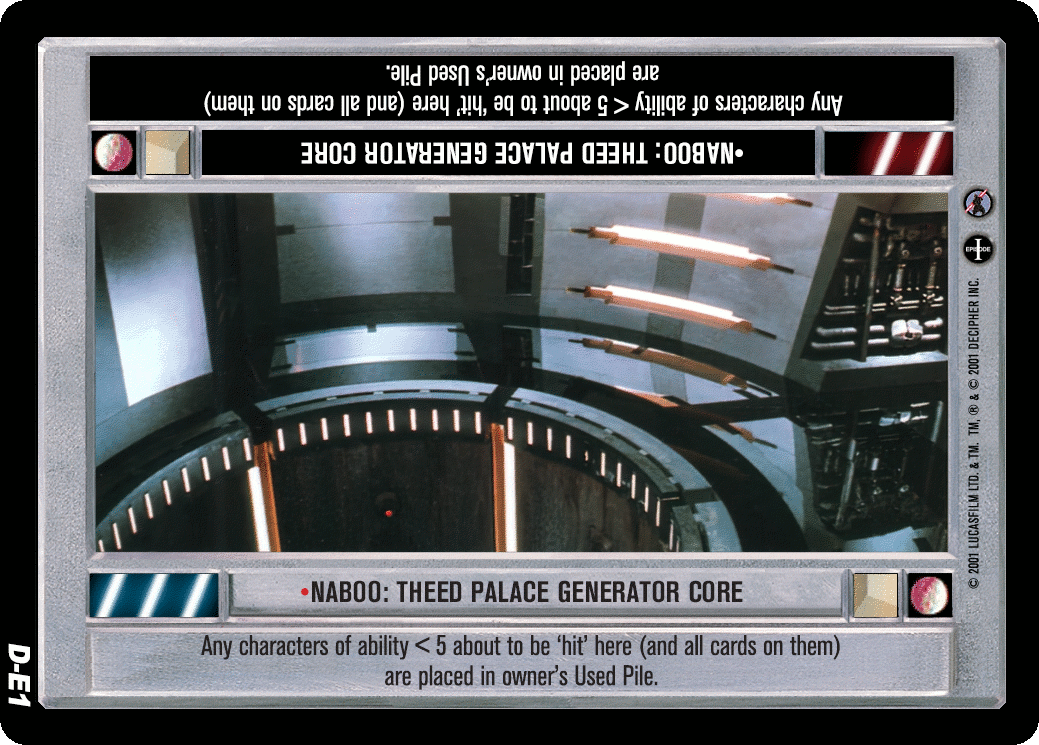 Any characters of ability < 5 about to be ‘hit’ here (and all cards on them)
are placed in owner’s Used Pile.
•NABOO: THEED PALACE GENERATOR CORE
EPISODE
I
© 2001 LUCASFILM LTD. & TM. TM, ® & © 2001 DECIPHER INC.
•NABOO: THEED PALACE GENERATOR CORE
Any characters of ability < 5 about to be ‘hit’ here (and all cards on them)
are placed in owner’s Used Pile.
D-E1